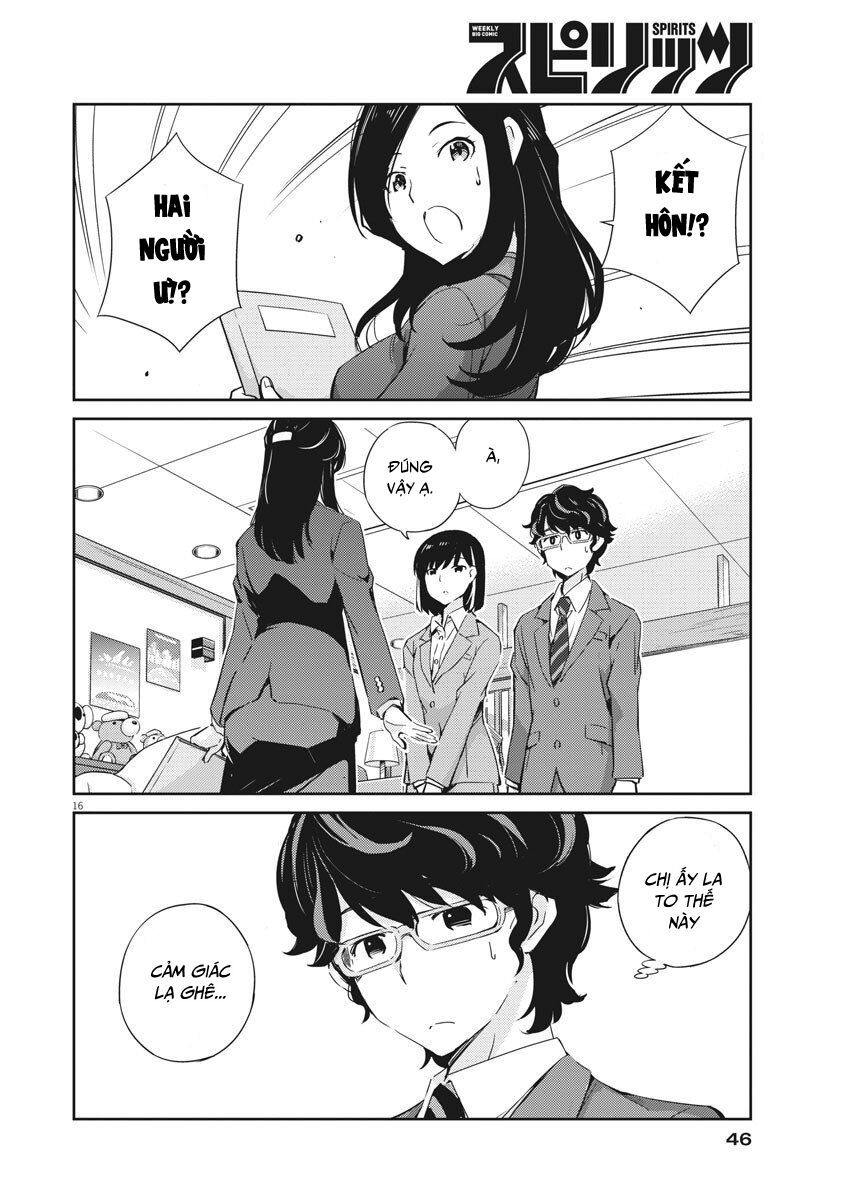 WEEKLY
BIG COMIC
SPIRITS
スピリッツ
KẾT
HÔN!?
HAI
NGƯỜI
Ư!?
À,
ĐÚNG
VẬY Ạ.
16
CHỊ ẤY LA
TO THẾ
NÀY
CẢM GIÁC
LẠ GHÊ...
46